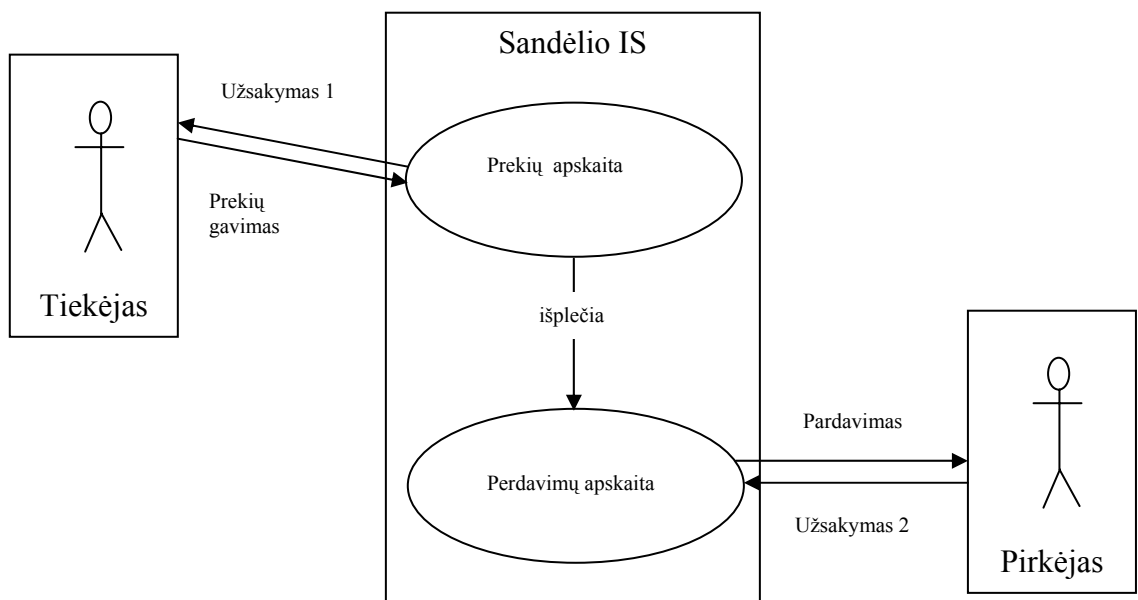 Sandėlio IS
Užsakymas 1
Prekių apskaita
Prekių
gavimas
Tiekėjas
išplečia
Pardavimas
Perdavimų apskaita
Užsakymas 2
Pirkėjas